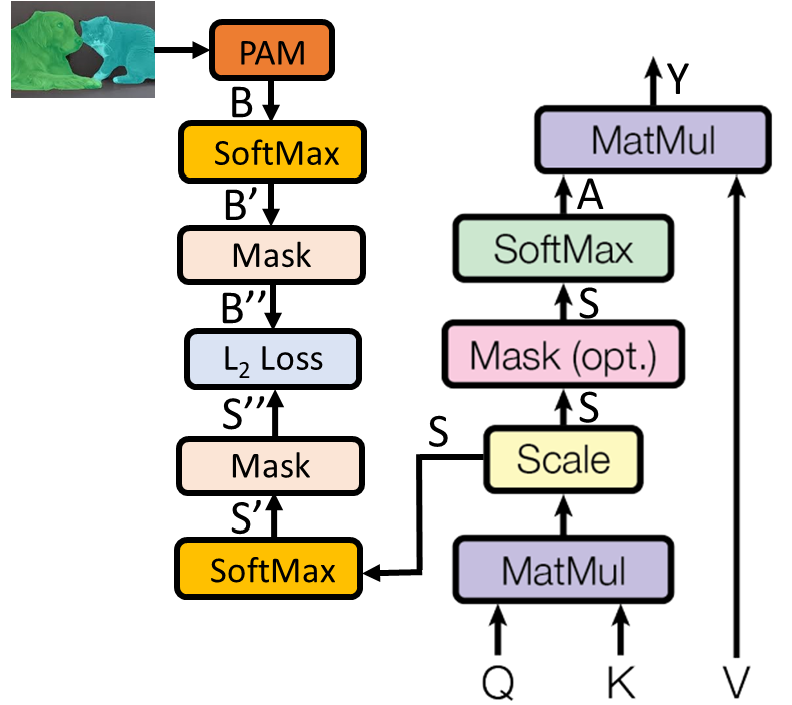 PAM
B
SoftMax
B’
Mask
B’’
L₂ Loss
S’’
Mask
S’
SoftMax
S
Y
MatMul
A
SoftMax
S
Mask (opt.)
S
Scale
MatMul
Q
K
V